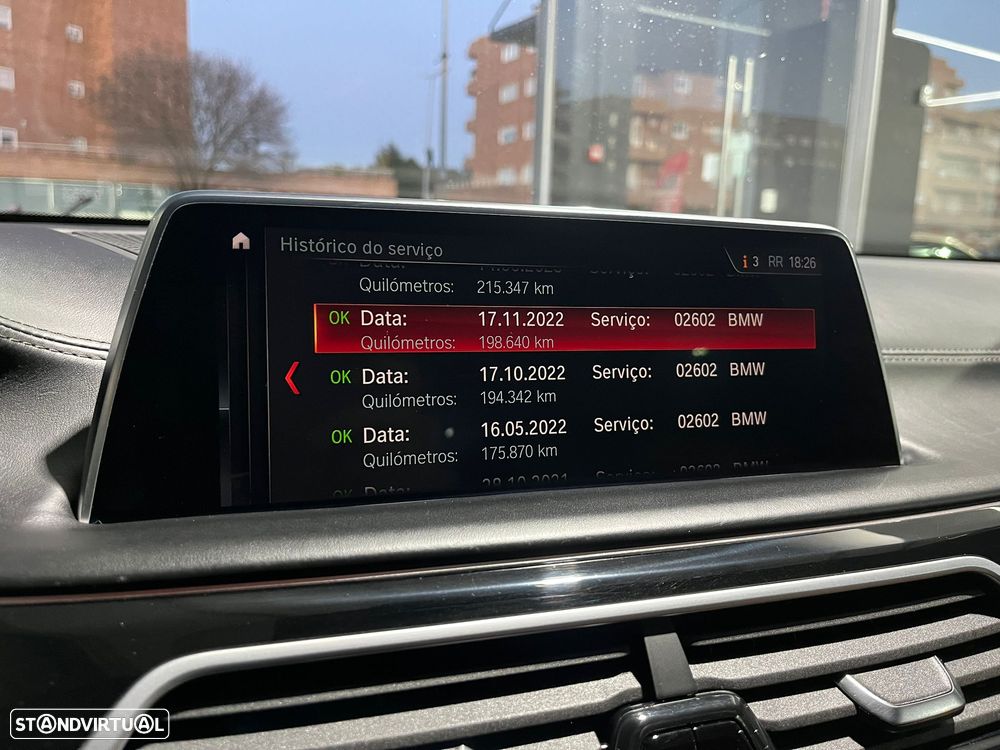 Histórico do serviço
i 3 RR 18:26
Quilómetros: 215.347 km
OK Data: 17.11.2022 Serviço: 02602 BMW
Quilómetros: 198.640 km
OK Data: 17.10.2022 Serviço: 02602 BMW
Quilómetros: 194.342 km
OK Data: 16.05.2022 Serviço: 02602 BMW
Quilómetros: 175.870 km
STANDVIRTUAL